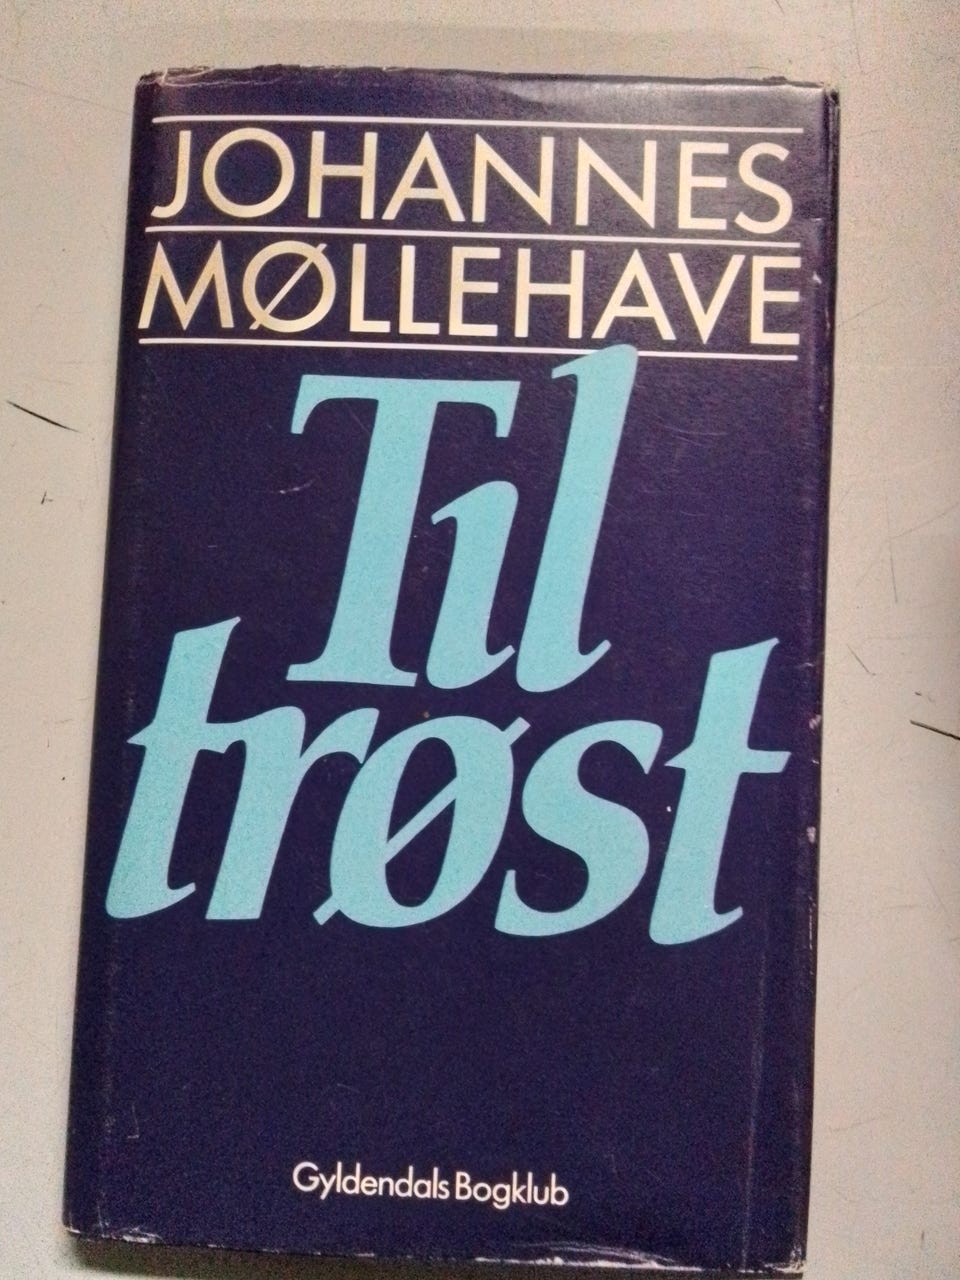 JOHANNES
MØLLEHAVE
Til
trøst
Gyldendals Bogklub